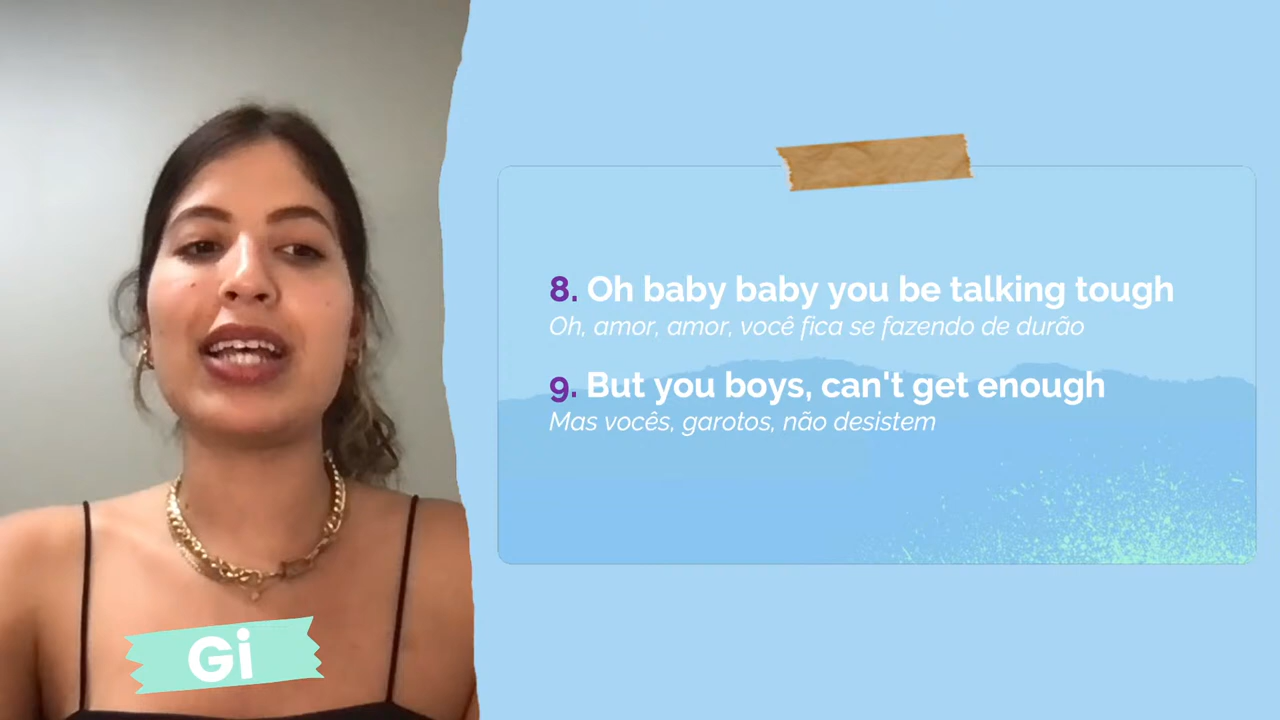 8. Oh baby baby you be talking tough
Oh, amor, amor, você fica se fazendo de durão
9. But you boys, can't get enough
Mas vocês, garotos, não desistem
Gi